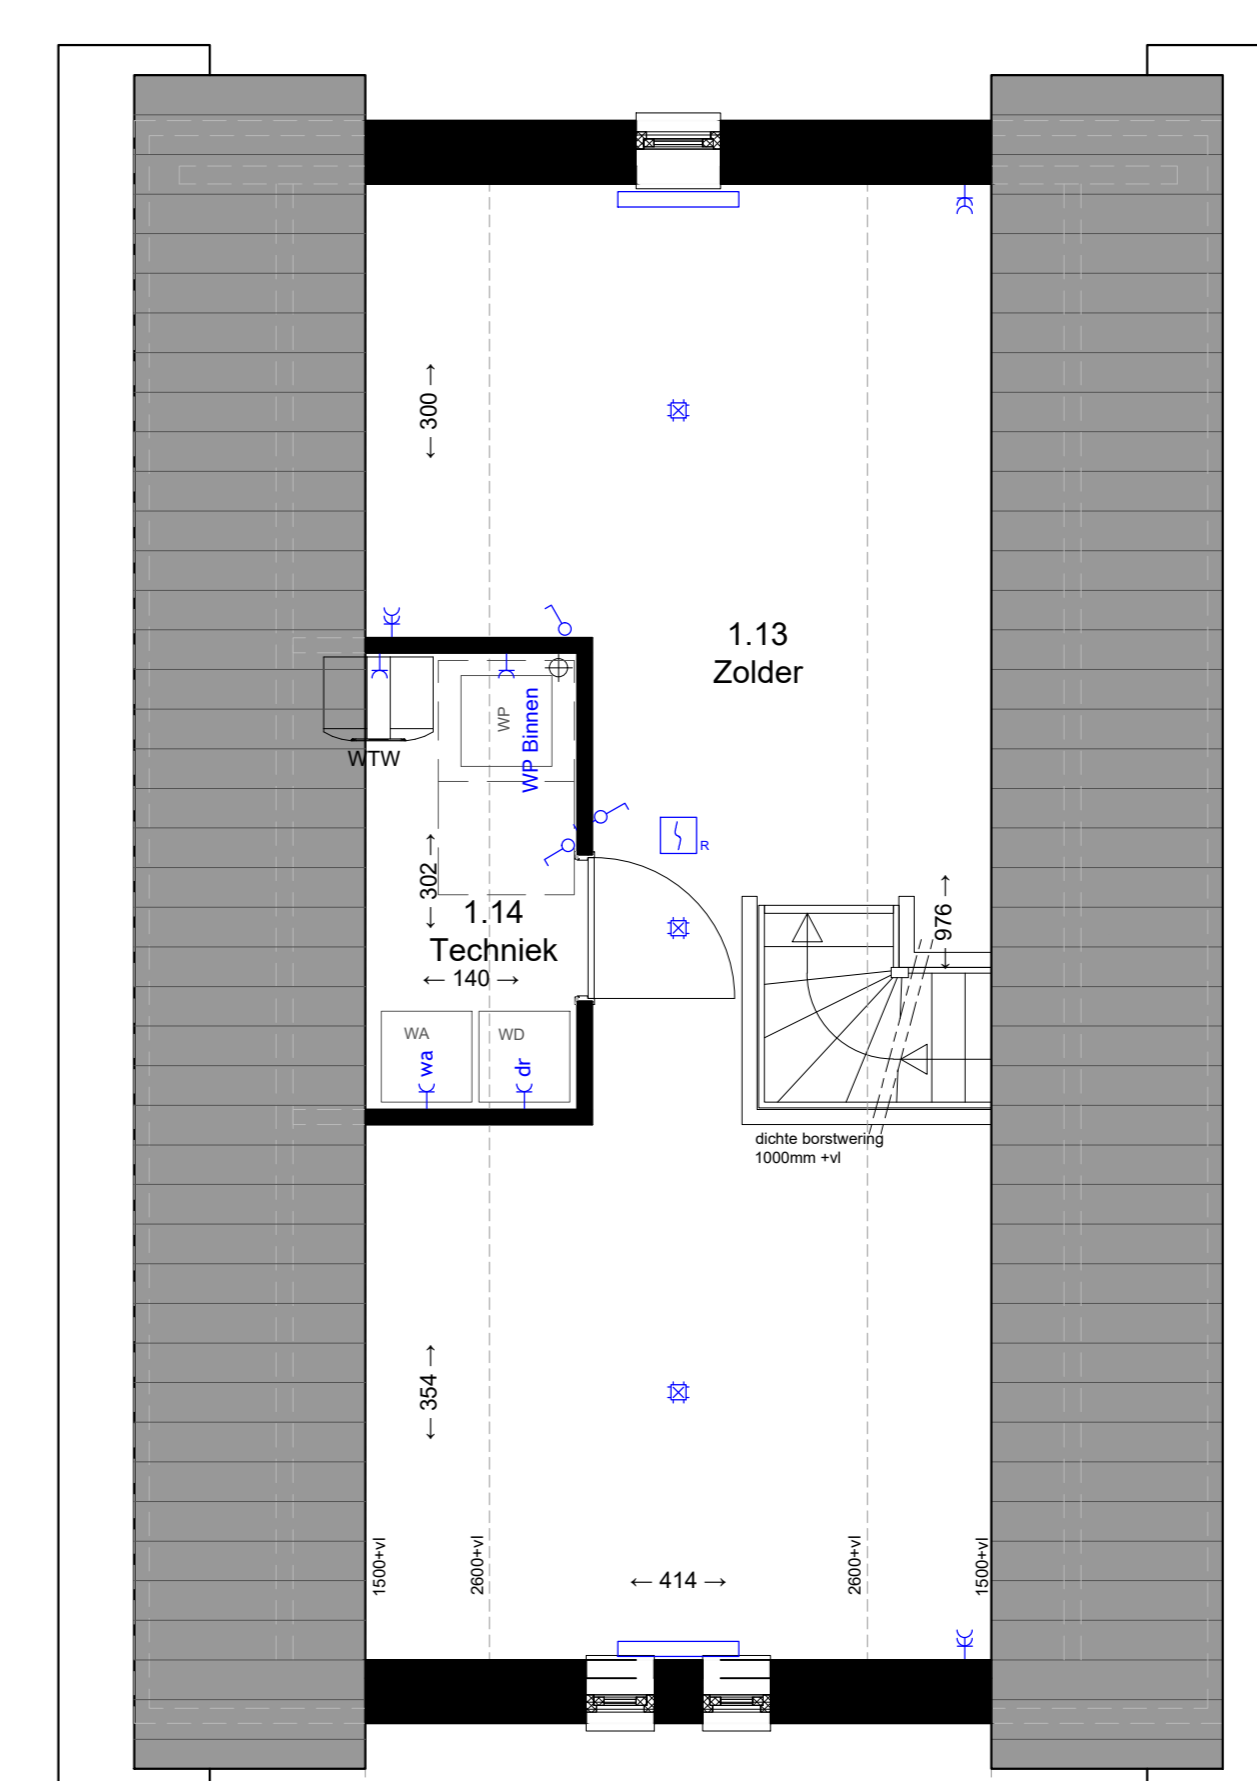 ← 300 →
1.13
Zolder
WP
WP Binnen
WTW
R
← 302 →
1.14
Techniek
← 140 →
← 976 →
WA
wa
WD
dr
dichte borstwering
1000mm +vl
← 354 →
1500+vl
2600+vl
2600+vl
1500+vl
← 414 →